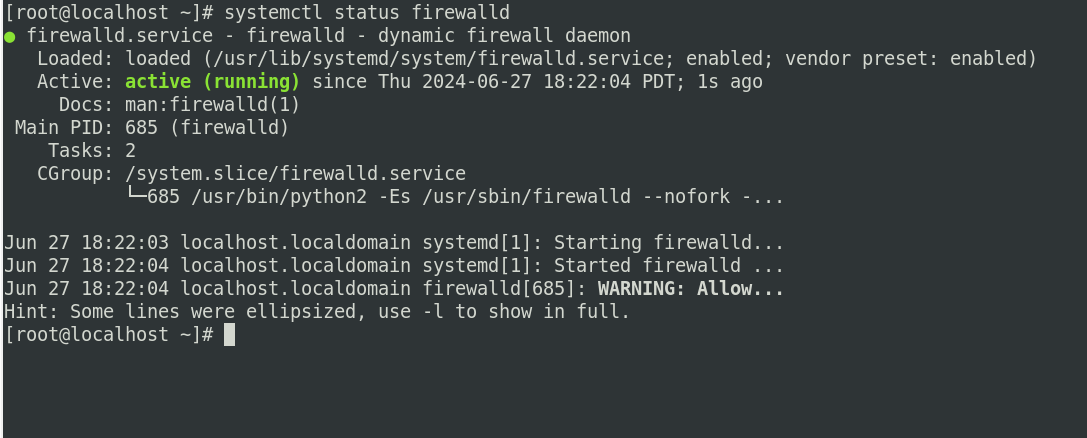 [root@localhost ~]# systemctl status firewalld
● firewalld.service - firewalld - dynamic firewall daemon
   Loaded: loaded (/usr/lib/systemd/system/firewalld.service; enabled; vendor preset: enabled)
   Active: active (running) since Thu 2024-06-27 18:22:04 PDT; 1s ago
     Docs: man:firewalld(1)
 Main PID: 685 (firewalld)
    Tasks: 2
   CGroup: /system.slice/firewalld.service
           └─685 /usr/bin/python2 -Es /usr/sbin/firewalld --nofork -...

Jun 27 18:22:03 localhost.localdomain systemd[1]: Starting firewalld...
Jun 27 18:22:04 localhost.localdomain systemd[1]: Started firewalld ...
Jun 27 18:22:04 localhost.localdomain firewalld[685]: WARNING: Allow...
Hint: Some lines were ellipsized, use -l to show in full.
[root@localhost ~]#